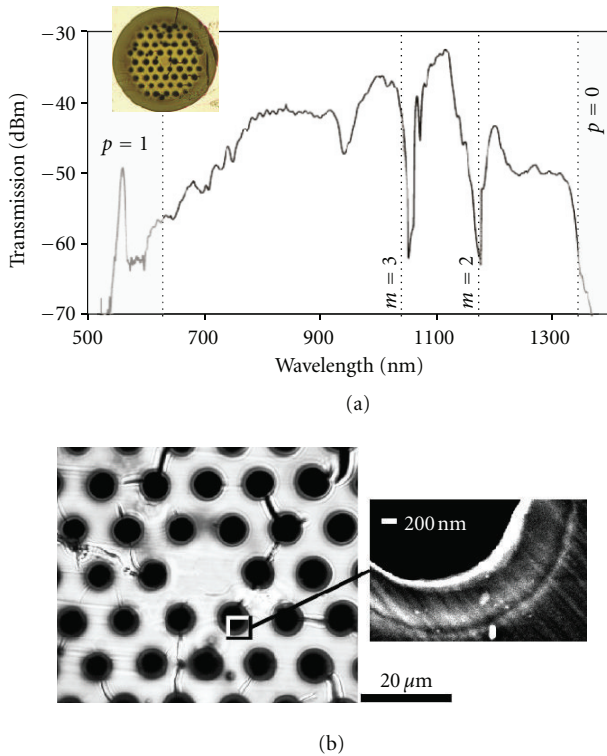 −30
−40
−50
−60
−70
Transmission (dBm)
p = 1
m = 3
m = 2
p = 0
500 700 900 1100 1300
Wavelength (nm)
(a)
200 nm
20 μm
(b)